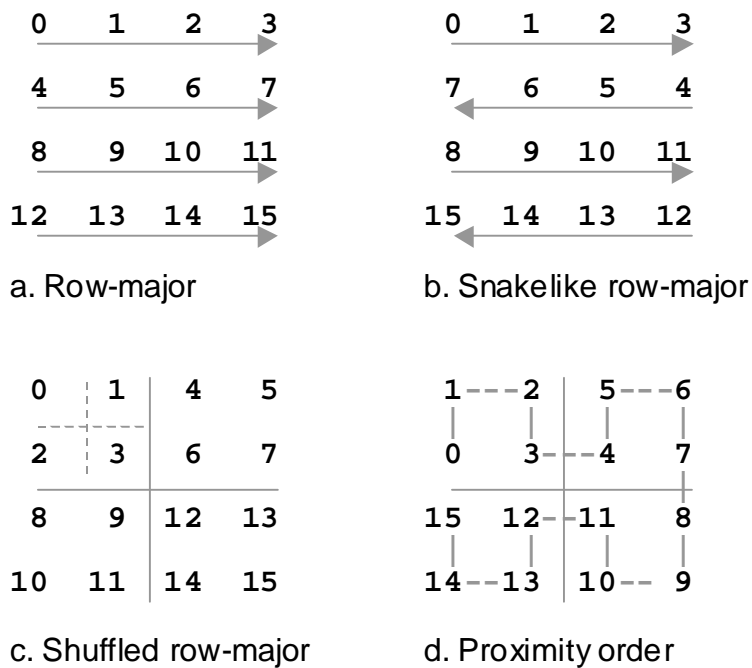 0 1 2 3
4 5 6 7
8 9 10 11
12 13 14 15
a. Row-major
0 1 2 3
7 6 5 4
8 9 10 11
15 14 13 12
b. Snakelike row-major
0 1 4 5
2 3 6 7
8 9 12 13
10 11 14 15
c. Shuffled row-major
1 2 5 6
0 3 4 7
15 12 11 8
14 13 10 9
d. Proximity order